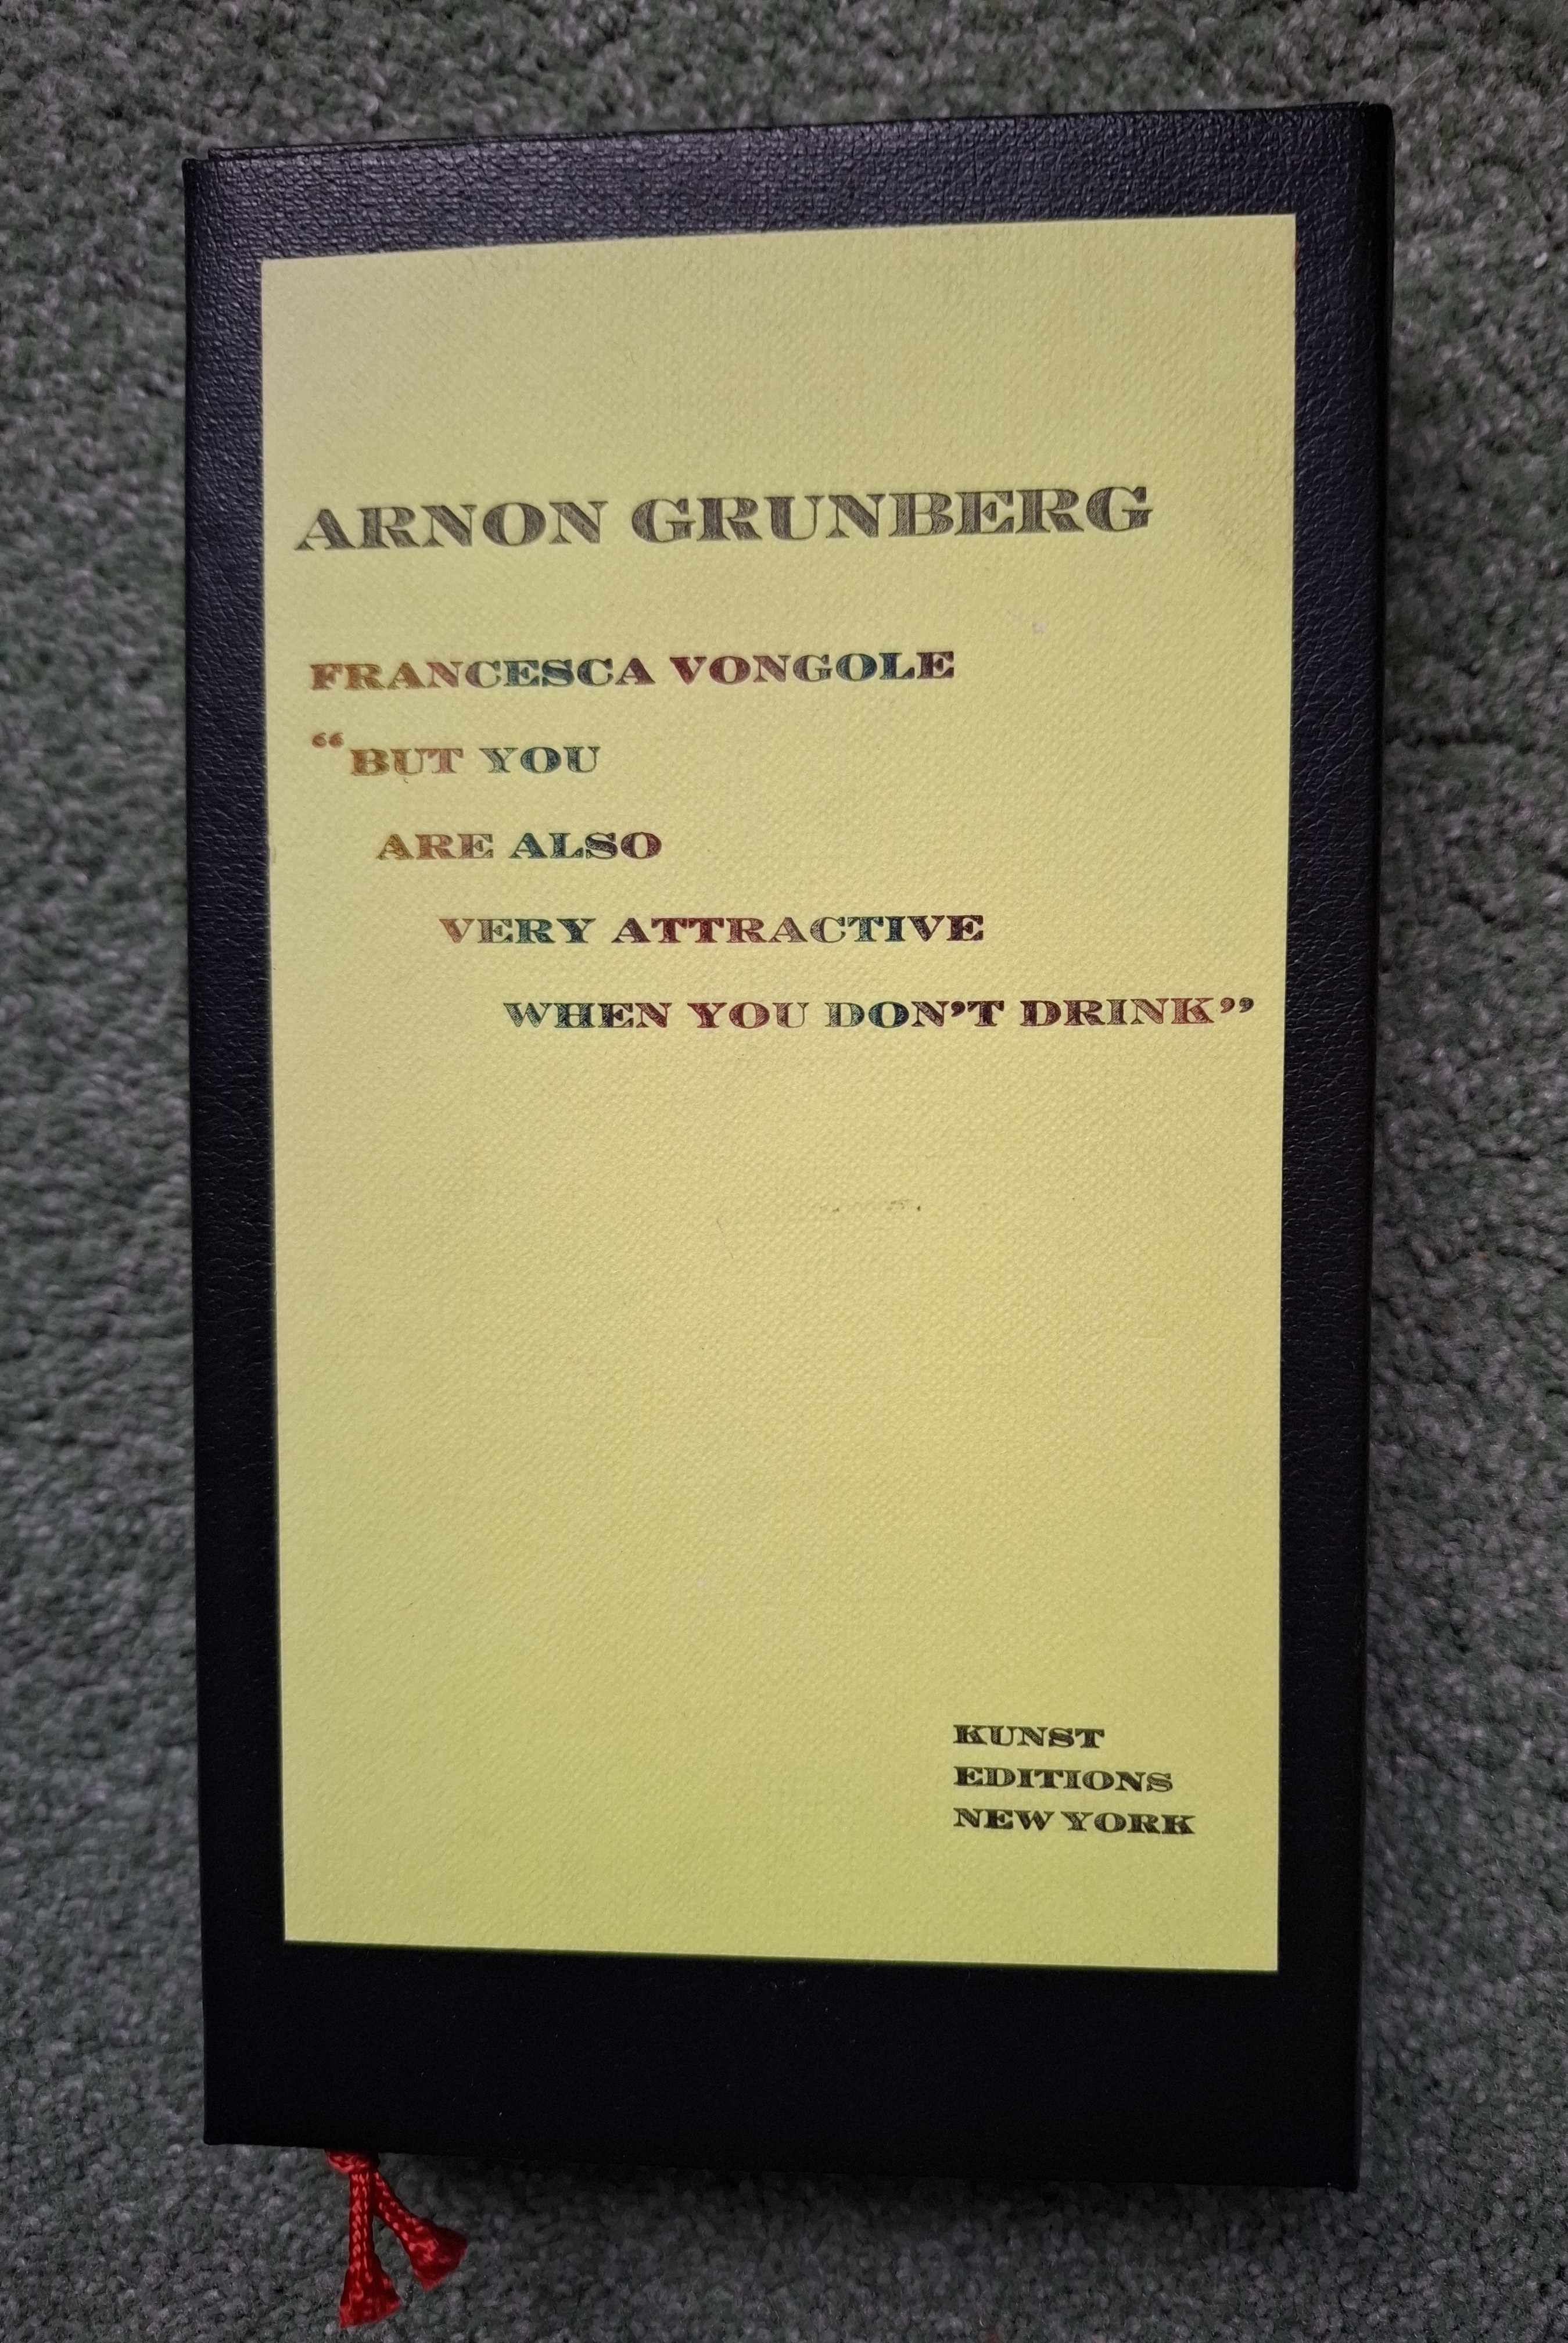 ARNON GRUNBERG
FRANCESCA VONGOLE
“BUT YOU
ARE ALSO
VERY ATTRACTIVE
WHEN YOU DON’T DRINK”
KUNST
EDITIONS
NEW YORK